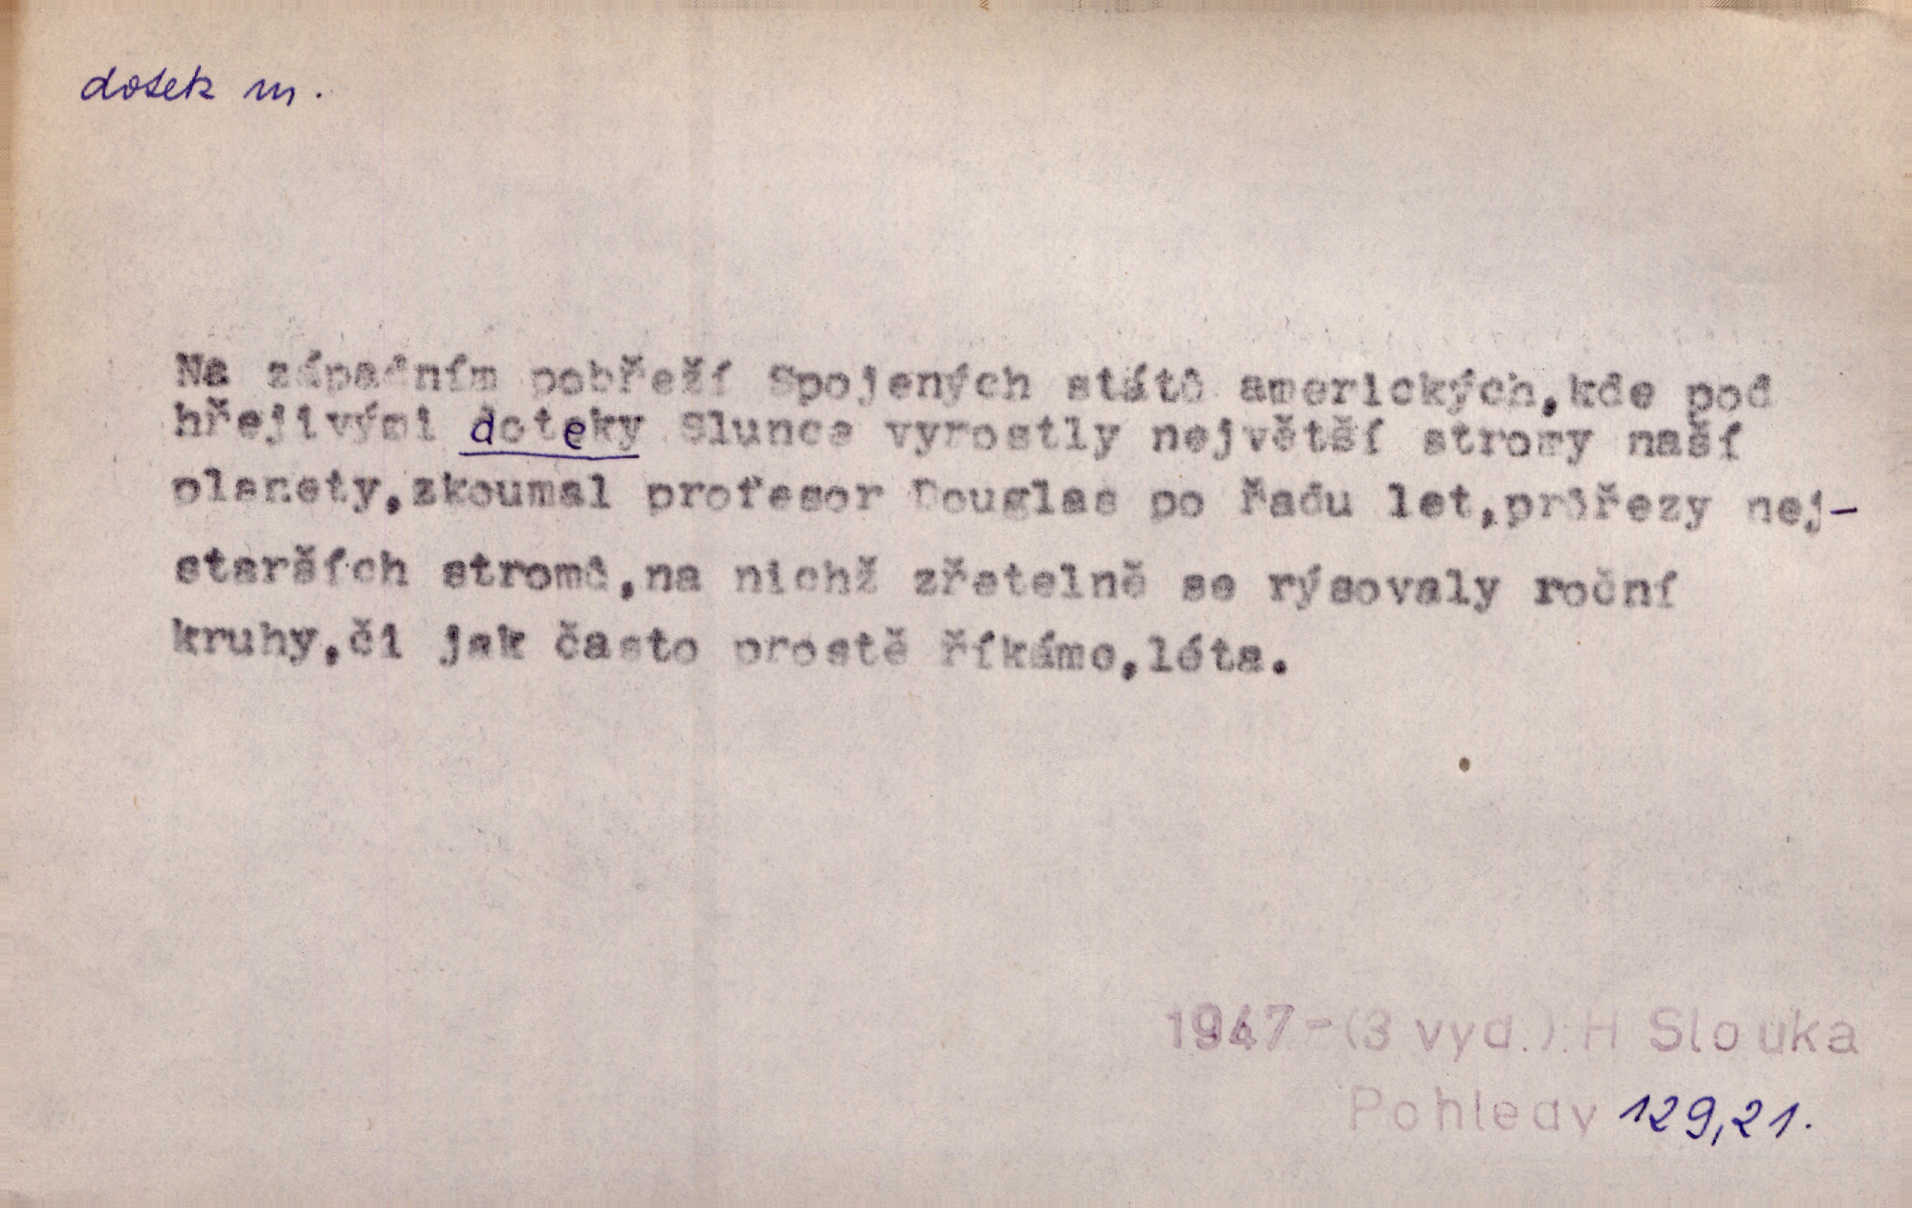 dotek m.
Na západním pobřeží Spojených států amerických,kde pod
hřejivými doteky Slunce vyrostly největší stromy naší
planety,zkoumal profesor Douglas po řadu let,průřezy nej-
starších stromů,na nichž zřetelně se rýsovaly roční
kruhy,či jak často prostě říkáme,léta.
1947-(3 vyd.):H Slouka
Pohledy 129,21.